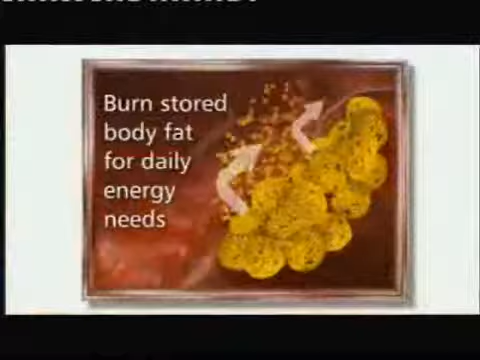 Burn stored
body fat
for daily
energy
needs